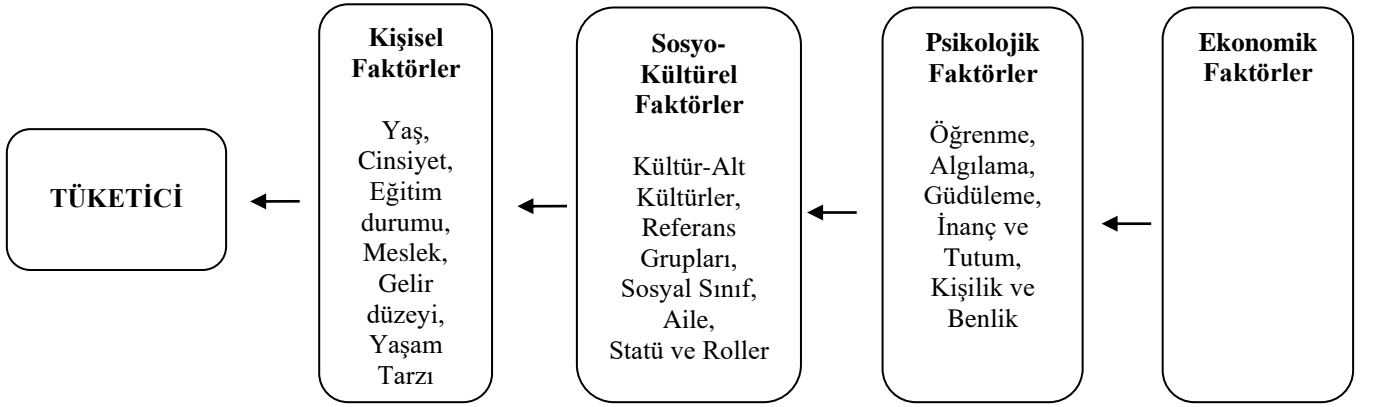 TÜKETİCİ
Kişisel
Faktörler
Yaş,
Cinsiyet,
Eğitim
durumu,
Meslek,
Gelir
düzeyi,
Yaşam
Tarzı
Sosyo-
Kültürel
Faktörler
Kültür-Alt
Kültürler,
Referans
Grupları,
Sosyal Sınıf,
Aile,
Statü ve Roller
Psikolojik
Faktörler
Öğrenme,
Algılama,
Güdüleme,
İnanç ve
Tutum,
Kişilik ve
Benlik
Ekonomik
Faktörler